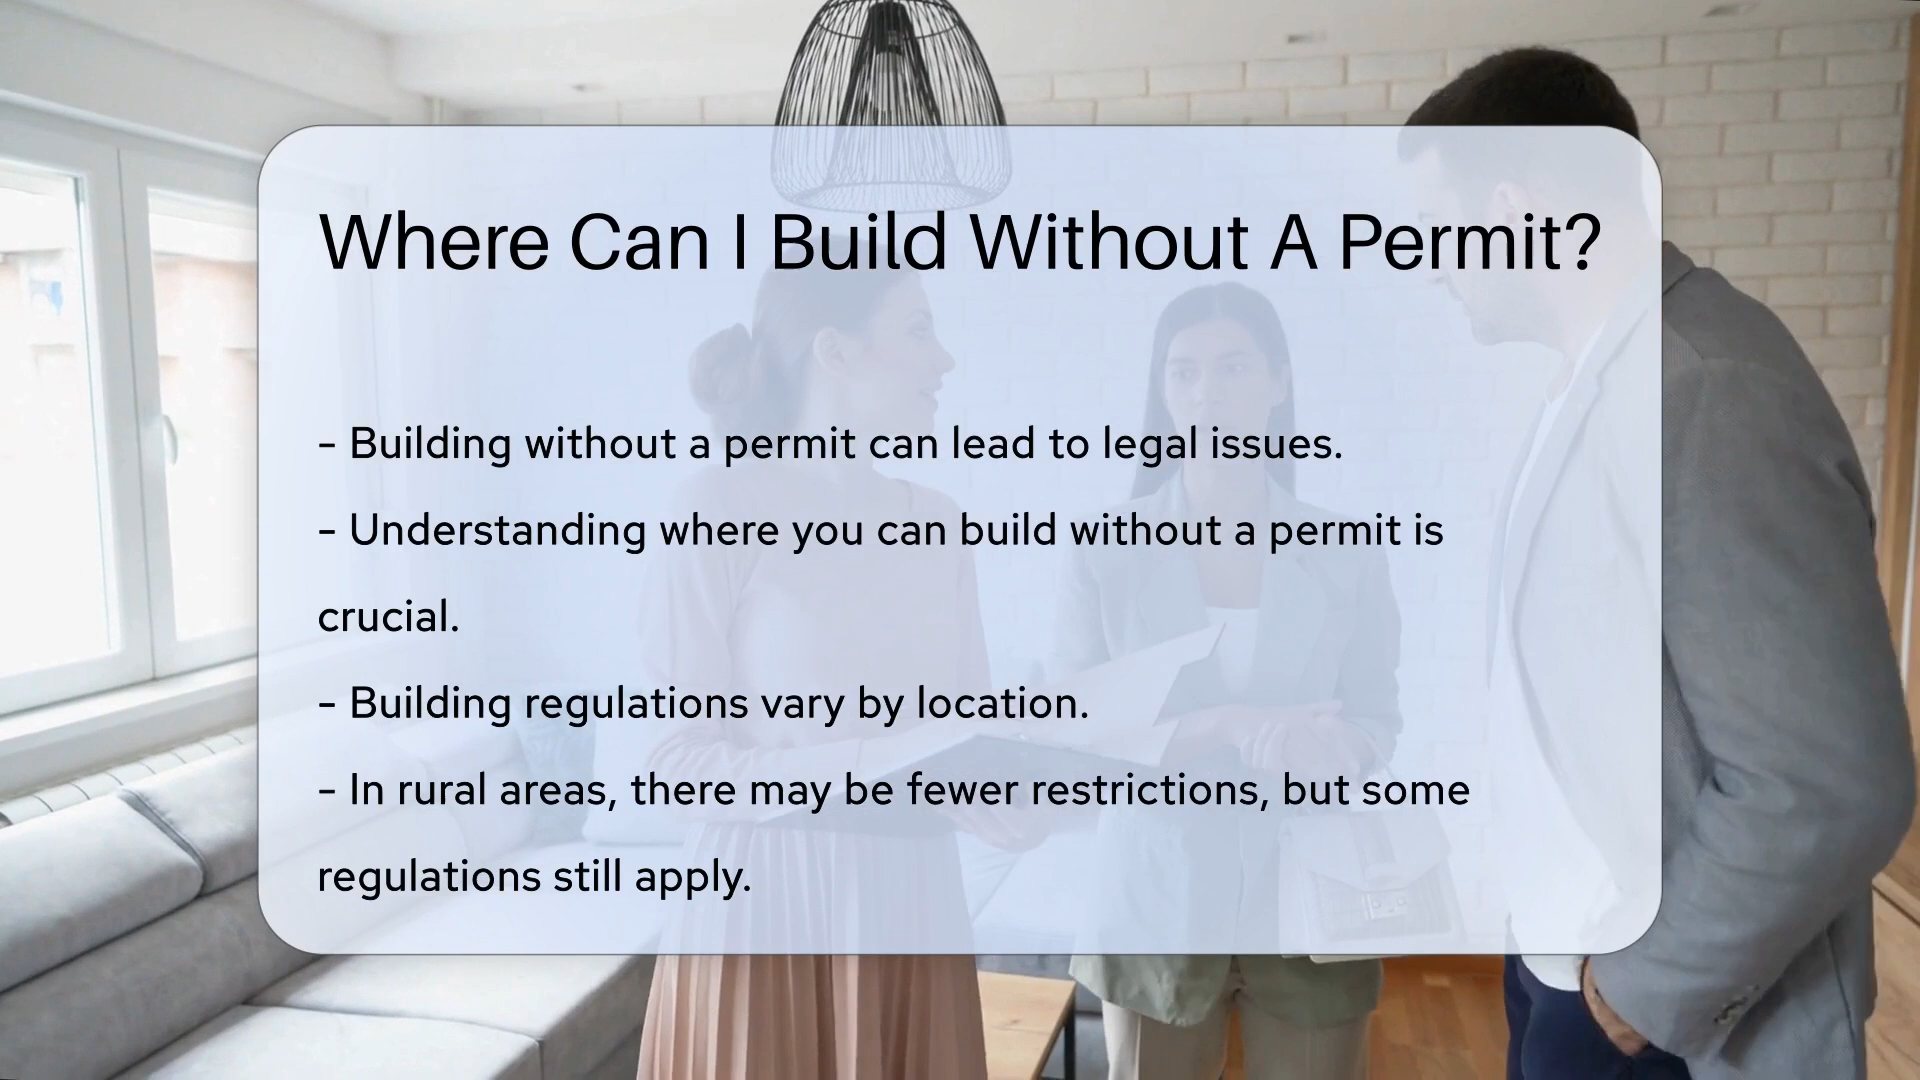 Where Can I Build Without A Permit?
- Building without a permit can lead to legal issues.
- Understanding where you can build without a permit is
crucial.
- Building regulations vary by location.
- In rural areas, there may be fewer restrictions, but some
regulations still apply.